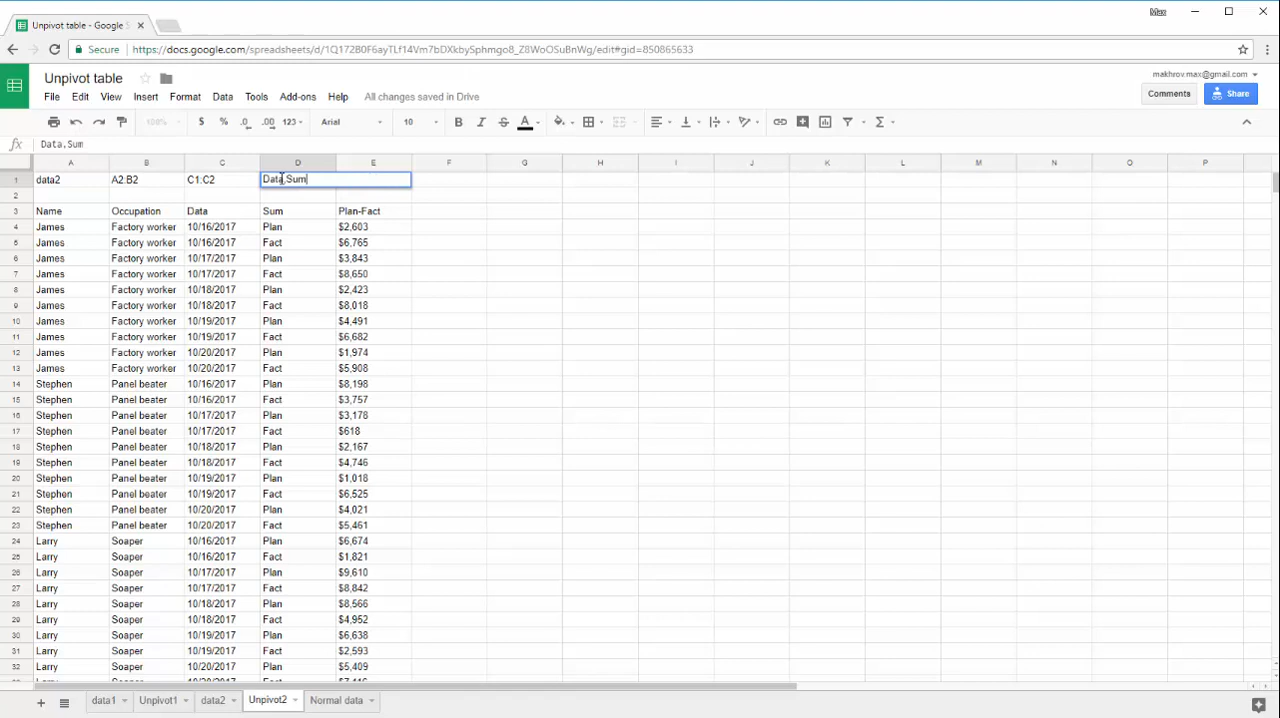 Max
Unpivot table - Google S
Secure https://docs.google.com/spreadsheets/d/1Q172B0F6ayTLf14Vm7bDXkbySphmgo8_Z8WoOSuBnWg/edit#gid=850865633
Unpivot table
makhrov.max@gmail.com
File Edit View Insert Format Data Tools Add-ons Help All changes saved in Drive
Comments Share
100% $ % .0 .00 123 Arial 10 B I S A
fx Data,Sum
A B C D E F G H I J K L M N O P
1 data2 A2:B2 C1:C2 Data,Sum
2
3 Name Occupation Data Sum Plan-Fact
4 James Factory worker 10/16/2017 Plan $2,603
5 James Factory worker 10/16/2017 Fact $6,765
6 James Factory worker 10/17/2017 Plan $3,843
7 James Factory worker 10/17/2017 Fact $8,650
8 James Factory worker 10/18/2017 Plan $2,423
9 James Factory worker 10/18/2017 Fact $8,018
10 James Factory worker 10/19/2017 Plan $4,491
11 James Factory worker 10/19/2017 Fact $6,682
12 James Factory worker 10/20/2017 Plan $1,974
13 James Factory worker 10/20/2017 Fact $5,908
14 Stephen Panel beater 10/16/2017 Plan $8,198
15 Stephen Panel beater 10/16/2017 Fact $3,757
16 Stephen Panel beater 10/17/2017 Plan $3,178
17 Stephen Panel beater 10/17/2017 Fact $618
18 Stephen Panel beater 10/18/2017 Plan $2,167
19 Stephen Panel beater 10/18/2017 Fact $4,746
20 Stephen Panel beater 10/19/2017 Plan $1,018
21 Stephen Panel beater 10/19/2017 Fact $6,525
22 Stephen Panel beater 10/20/2017 Plan $4,021
23 Stephen Panel beater 10/20/2017 Fact $5,461
24 Larry Soaper 10/16/2017 Plan $6,674
25 Larry Soaper 10/16/2017 Fact $1,821
26 Larry Soaper 10/17/2017 Plan $9,610
27 Larry Soaper 10/17/2017 Fact $8,842
28 Larry Soaper 10/18/2017 Plan $8,566
29 Larry Soaper 10/18/2017 Fact $4,952
30 Larry Soaper 10/19/2017 Plan $6,638
31 Larry Soaper 10/19/2017 Fact $2,593
32 Larry Soaper 10/20/2017 Plan $5,409
data1 Unpivot1 data2 Unpivot2 Normal data